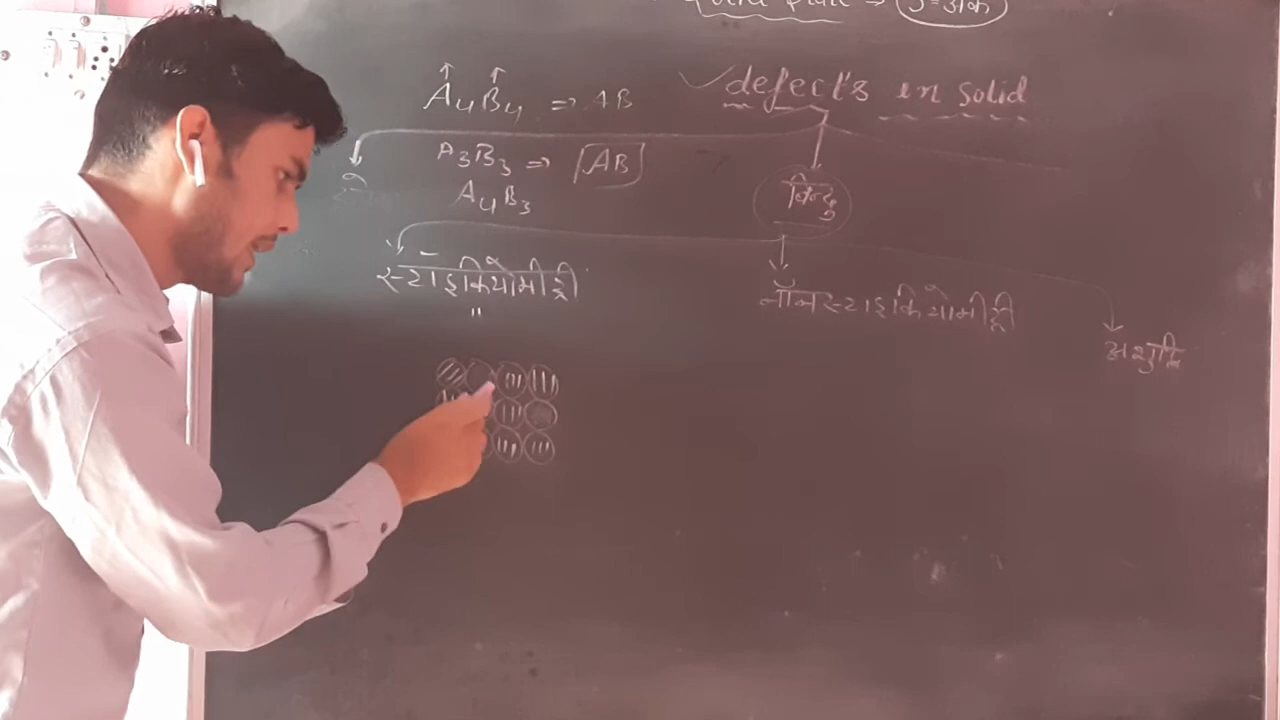 defect's in Solid
A₄B₄ => AB
A₃B₃ => AB
A₄B₃
बिन्दु
स्टाइकियोमीट्री
"
नॉनस्टाइकियोमीट्री
अशुद्धि